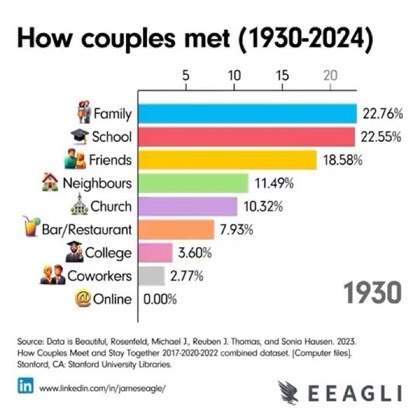 How couples met (1930-2024)
5 10 15 20
Family 22.76%
School 22.55%
Friends 18.58%
Neighbours 11.49%
Church 10.32%
Bar/Restaurant 7.93%
College 3.60%
Coworkers 2.77%
Online 0.00%
1930
Source: Data is Beautiful, Rosenfeld, Michael J., Reuben J. Thomas, and Sonia Hausen. 2023.
How Couples Meet and Stay Together 2017-2020-2022 combined dataset. [Computer files].
Stanford, CA: Stanford University Libraries.
in www.linkedin.com/in/jameseagle/
EEAGLI